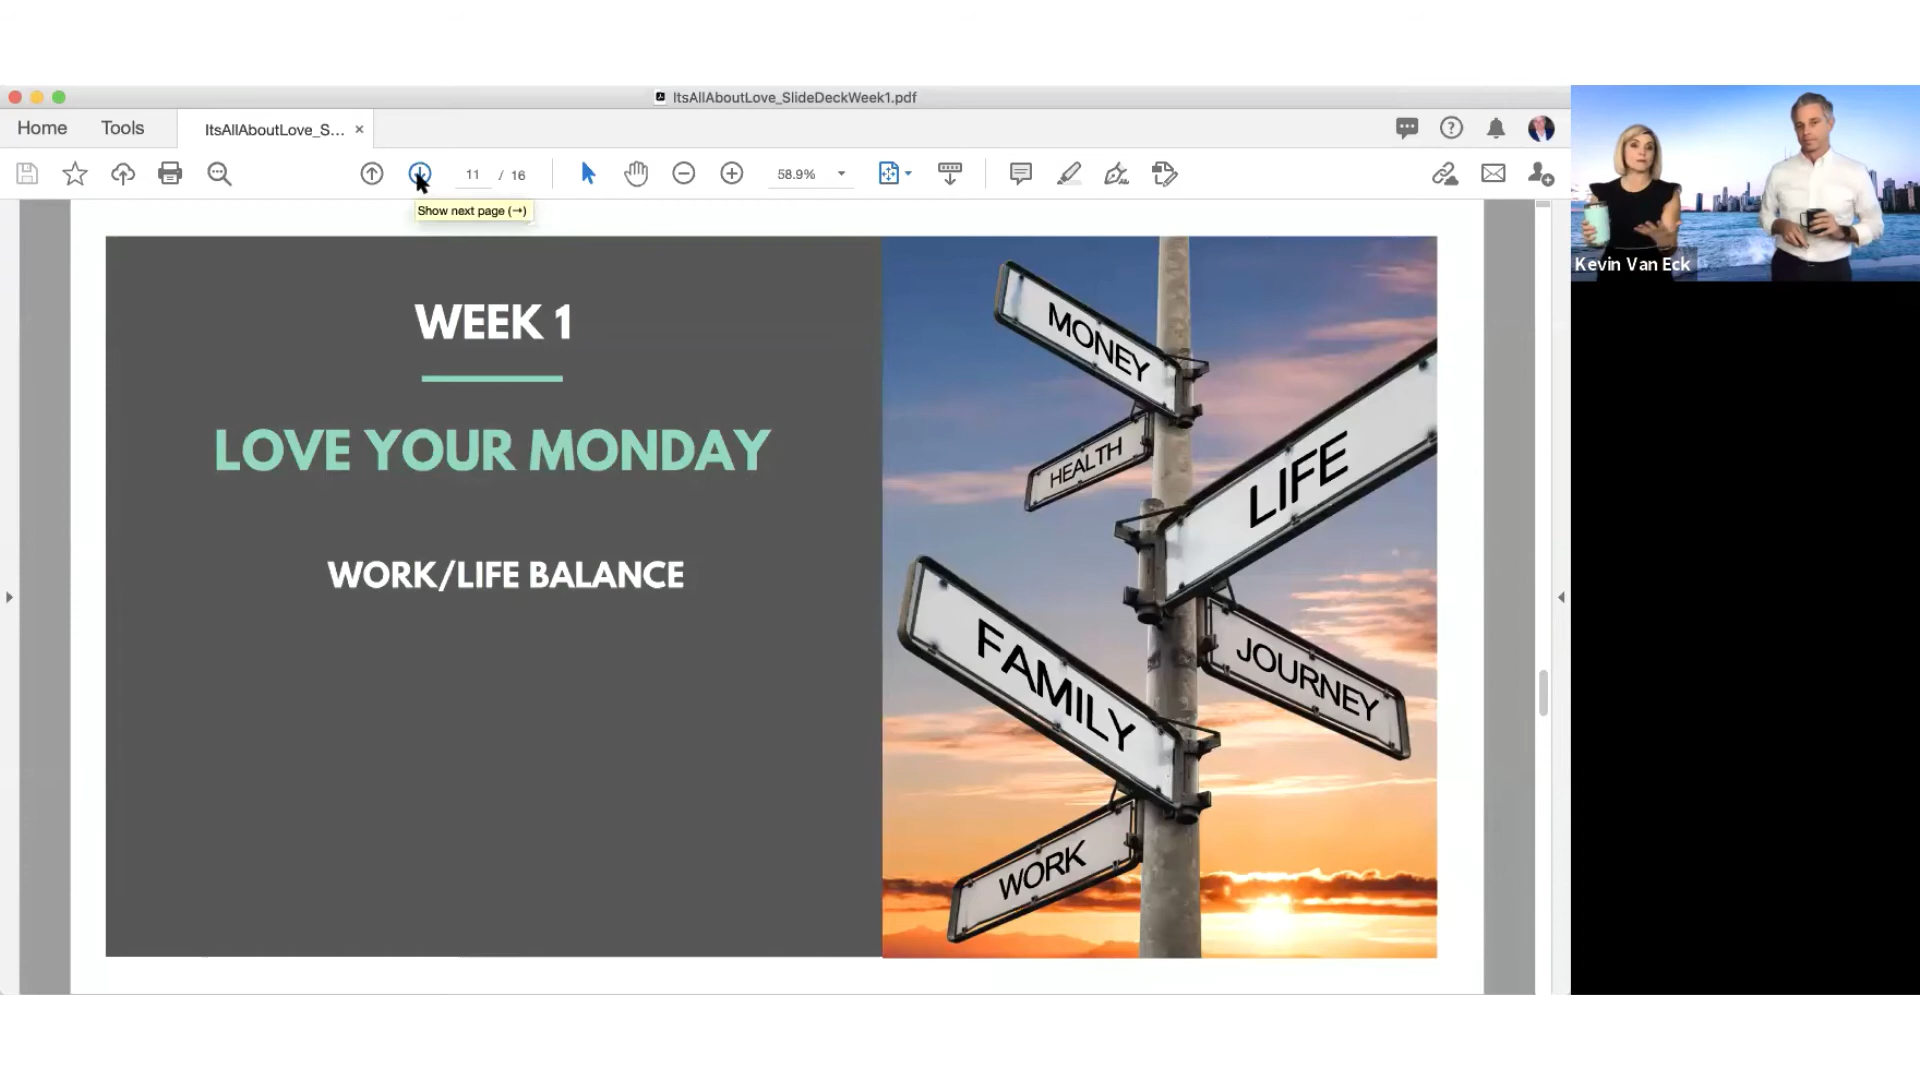 ItsAllAboutLove_SlideDeckWeek1.pdf
Home
Tools
ItsAllAboutLove_S...
11 / 16
58.9%
Show next page (→)
WEEK 1
LOVE YOUR MONDAY
WORK/LIFE BALANCE
MONEY
HEALTH
LIFE
FAMILY
JOURNEY
WORK
Kevin Van Eck